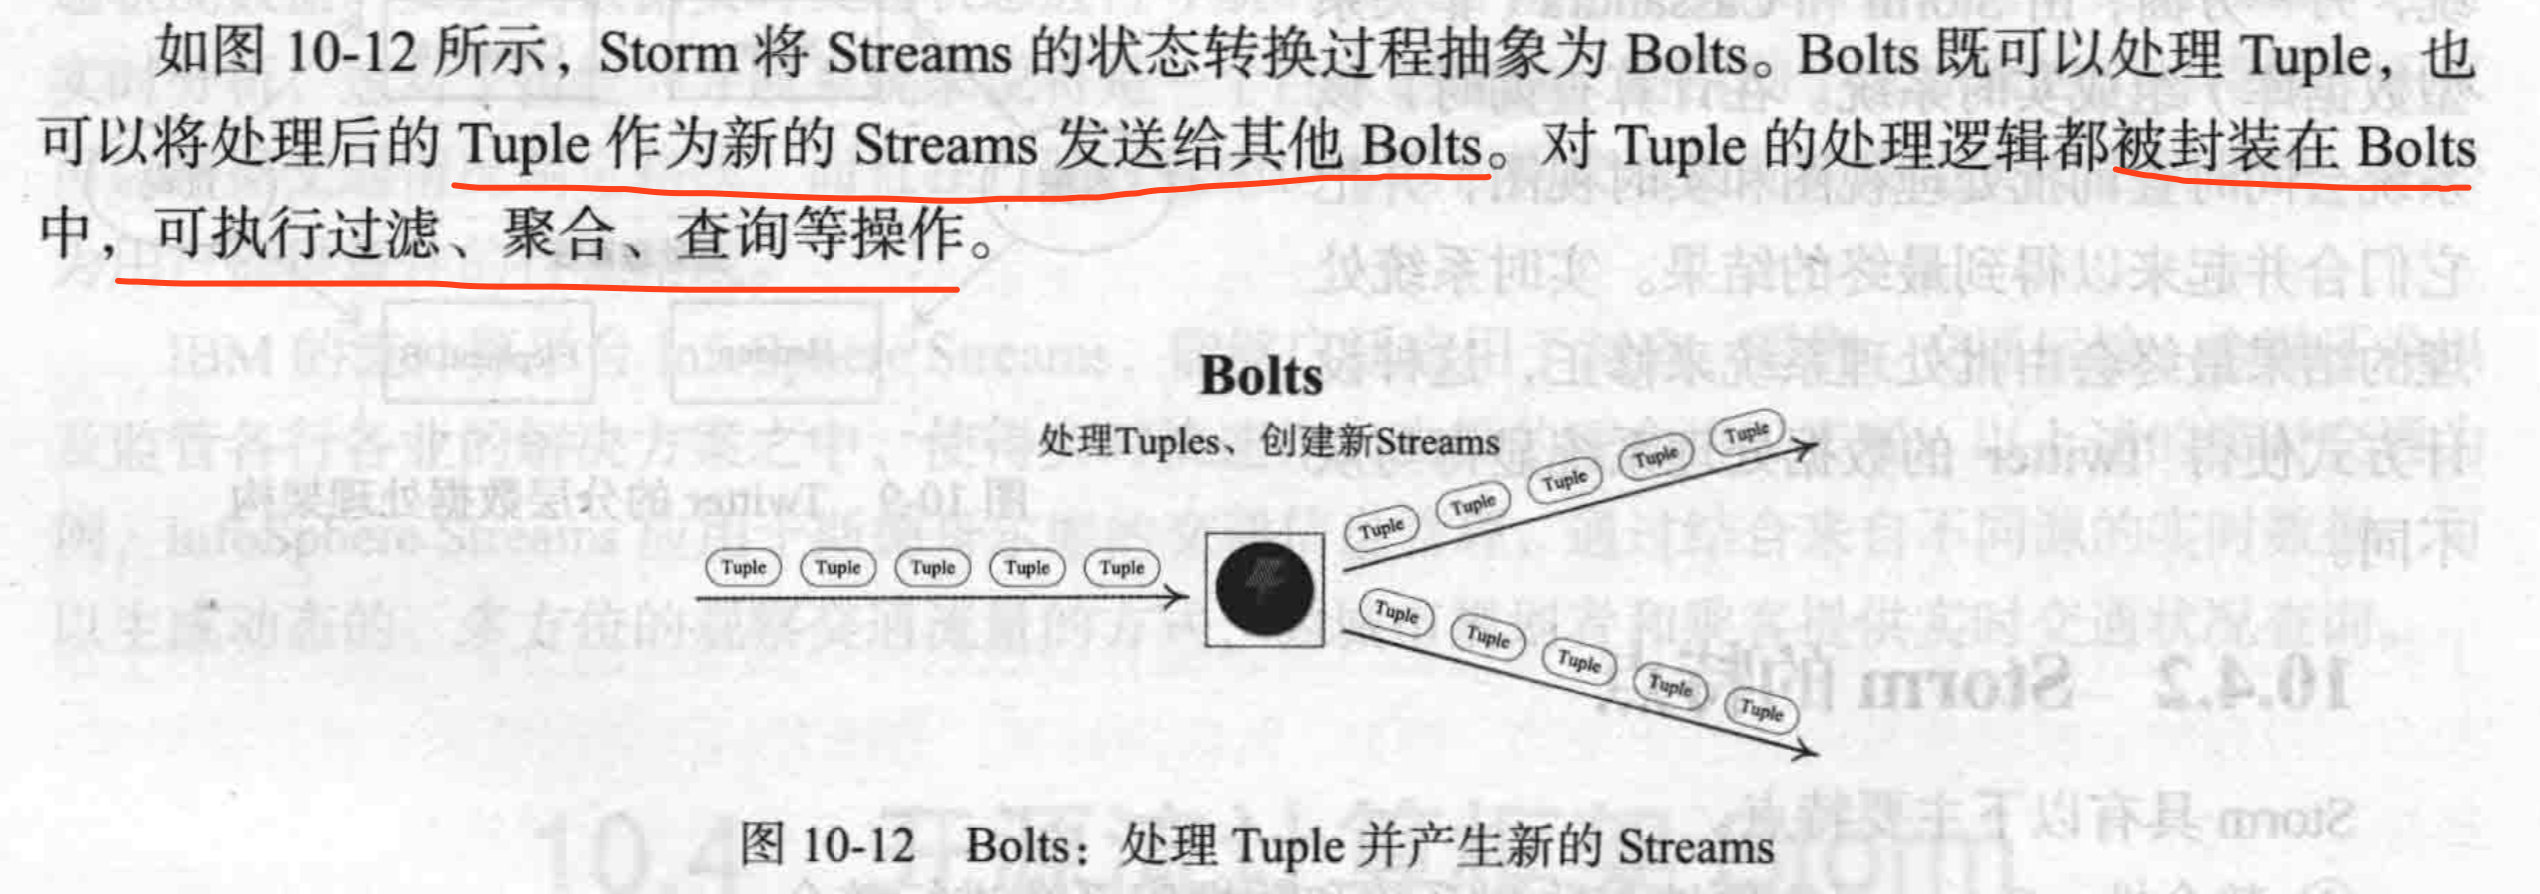 如图 10-12 所示，Storm 将 Streams 的状态转换过程抽象为 Bolts。Bolts 既可以处理 Tuple，也
可以将处理后的 Tuple 作为新的 Streams 发送给其他 Bolts。对 Tuple 的处理逻辑都被封装在 Bolts
中，可执行过滤、聚合、查询等操作。
Bolts
处理Tuples、创建新Streams
Tuple Tuple Tuple Tuple Tuple
Tuple Tuple Tuple Tuple Tuple
Tuple Tuple Tuple Tuple Tuple
图 10-12 Bolts：处理 Tuple 并产生新的 Streams